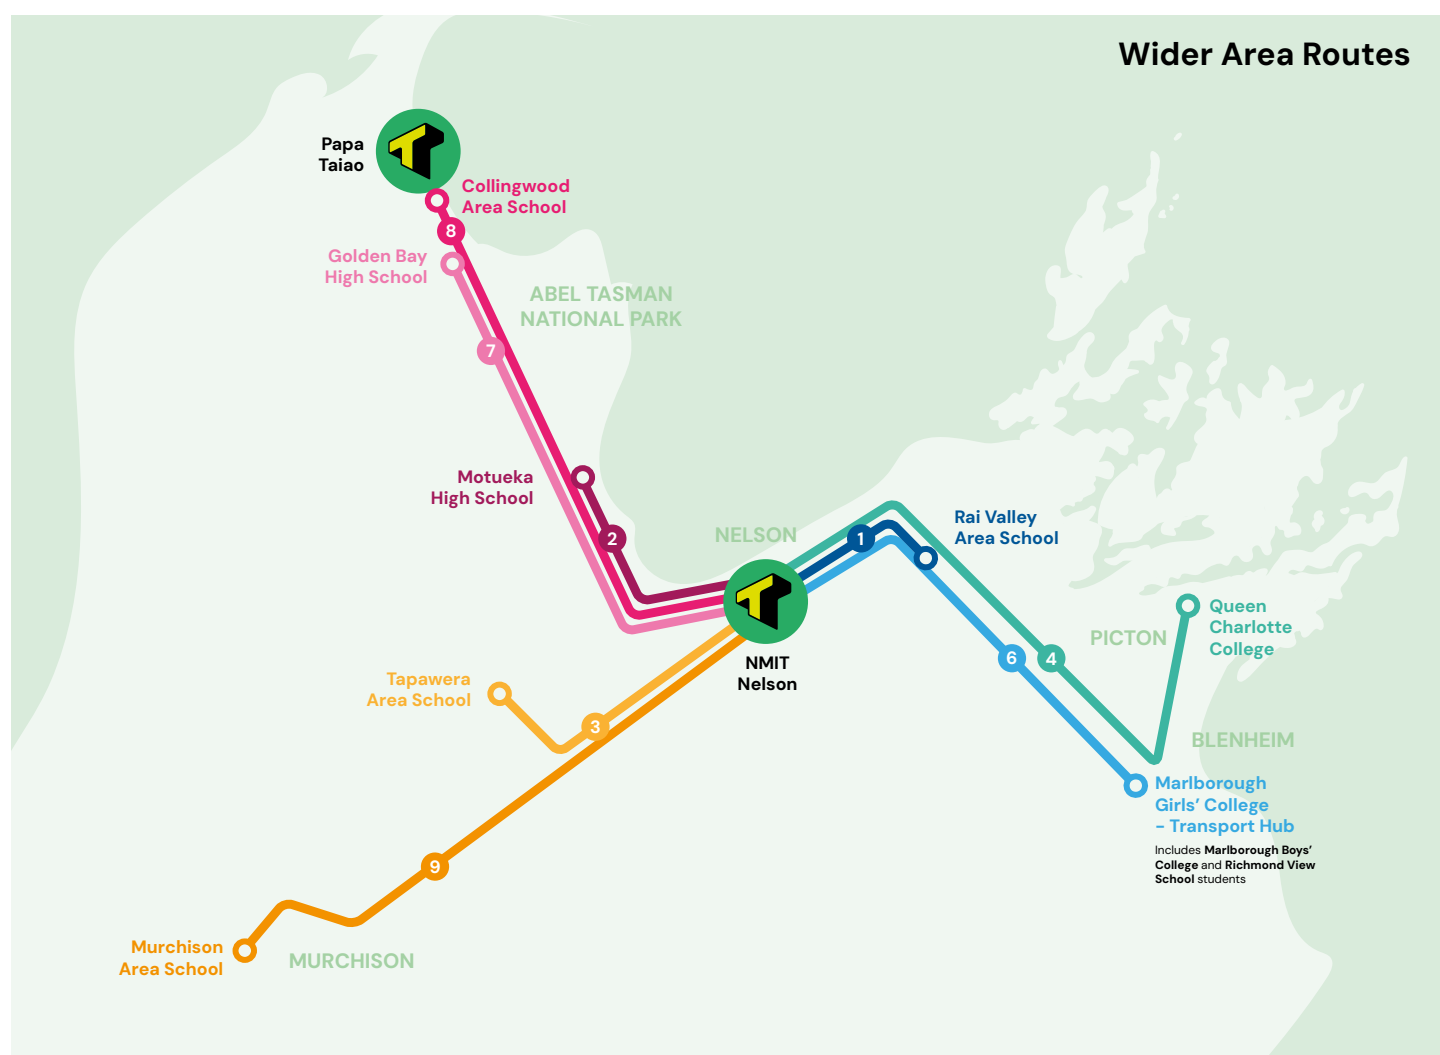 Wider Area Routes
Papa
Taiao
Collingwood
Area School
8
Golden Bay
High School
ABEL TASMAN
NATIONAL PARK
7
Motueka
High School
2
NELSON
1
Rai Valley
Area School
NMIT
Nelson
Queen
Charlotte
College
PICTON
6
4
Tapawera
Area School
3
BLENHEIM
Marlborough
Girls’ College
– Transport Hub
Includes Marlborough Boys’
College and Richmond View
School students
9
Murchison
Area School
MURCHISON